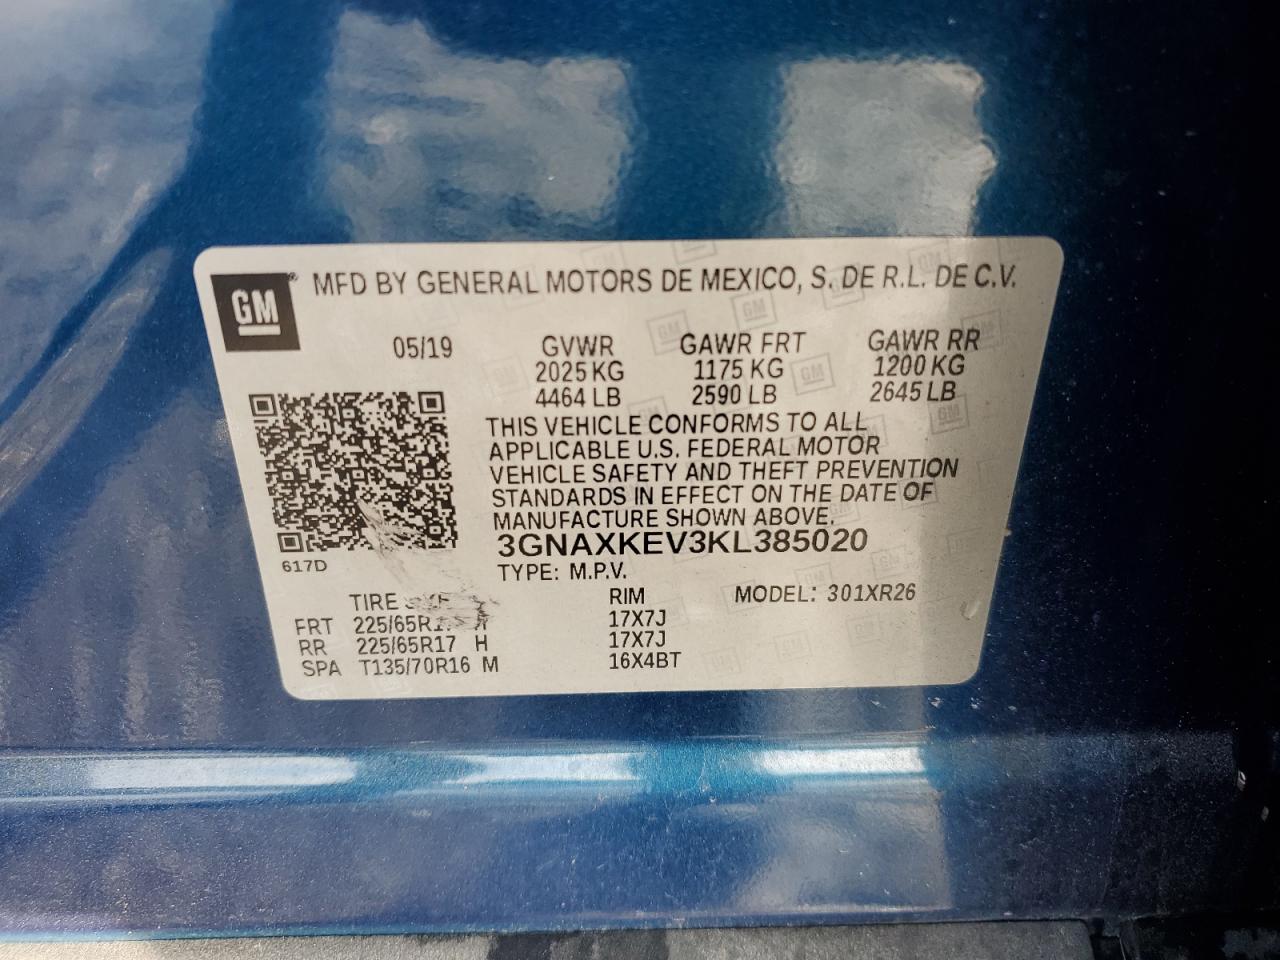 GM® MFD BY GENERAL MOTORS DE MEXICO, S. DE R.L. DE C.V.
05/19 GVWR GAWR FRT GAWR RR
2025 KG 1175 KG 1200 KG
4464 LB 2590 LB 2645 LB
THIS VEHICLE CONFORMS TO ALL
APPLICABLE U.S. FEDERAL MOTOR
VEHICLE SAFETY AND THEFT PREVENTION
STANDARDS IN EFFECT ON THE DATE OF
MANUFACTURE SHOWN ABOVE.
3GNAXKEV3KL385020
617D
TYPE: M.P.V.
TIRE RIM MODEL: 301XR26
FRT 17X7J
RR 225/65R17 H 17X7J
SPA T135/70R16 M 16X4BT